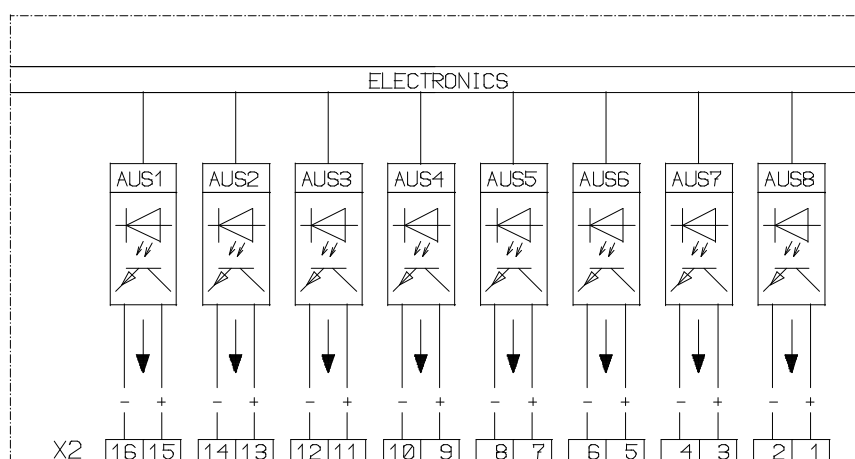 ELECTRONICS
AUS1 AUS2 AUS3 AUS4 AUS5 AUS6 AUS7 AUS8
- + - + - + - + - + - + - + - +
X2 16 15 14 13 12 11 10 9 8 7 6 5 4 3 2 1